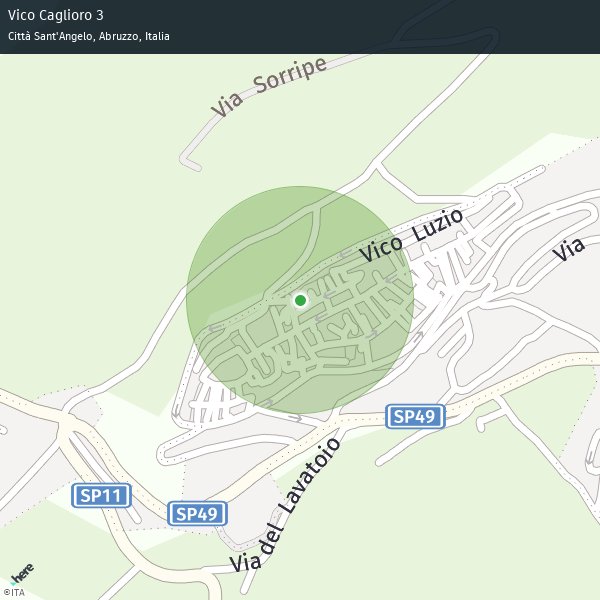 Vico Caglioro 3
Città Sant'Angelo, Abruzzo, Italia
Via Sorripe
Vico Luzio
Via
SP49
SP11
SP49
Via del Lavatoio
here
©ITA